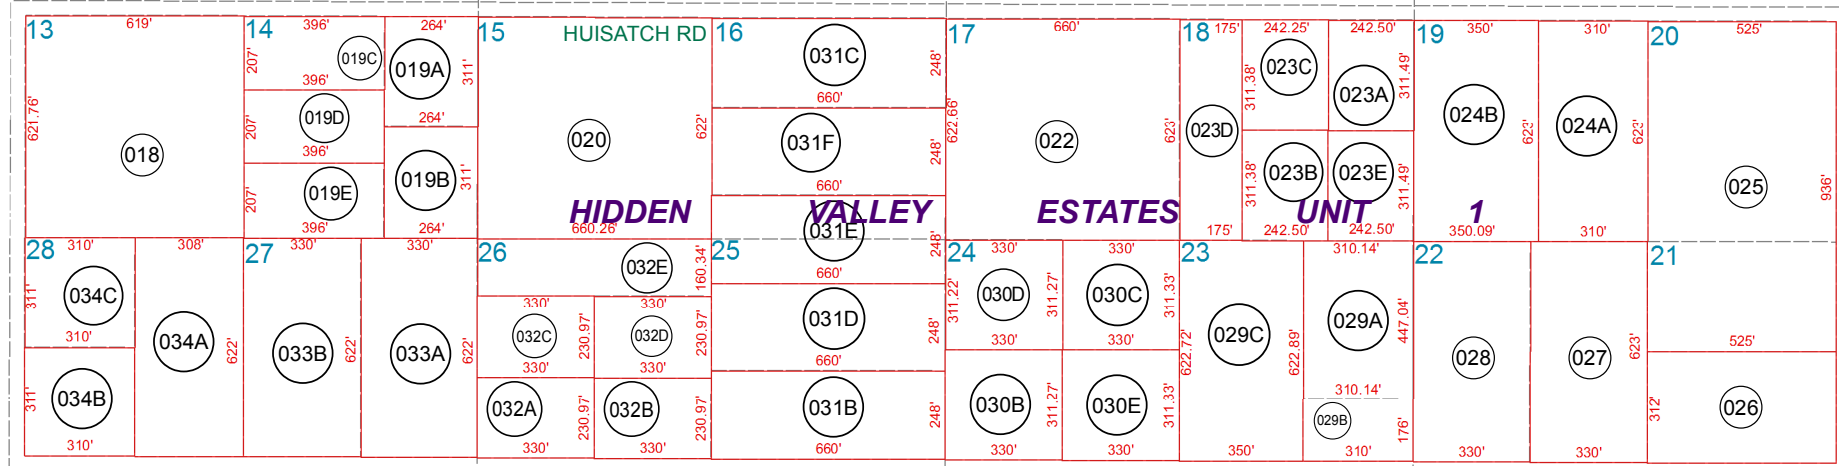 13 619' 14 396' 264' 15 HUISATCH RD 16 17 660' 18 175' 242.25' 242.50' 19 350' 310' 20 525'
207' 019C 019A 311' 031C 248' 023C 311.38' 023A 311.49'
396' 660'
621.76' 207' 019D 264' 622' 622.66' 623' 023D 024B 623' 024A 623'
018 396' 020 031F 248' 022
207' 019E 019B 311' 660' 311.38' 023B 023E 311.49' 025 936'
HIDDEN VALLEY ESTATES UNIT 1
396' 264' 660.26' 031E 248' 175' 242.50' 242.50' 350.09' 310'
28 310' 308' 27 330' 330' 26 25 24 330' 330' 23 310.14' 22 21
032E 160.34' 660'
311' 034C 330' 330' 311.22' 030D 311.27' 030C 311.33'
310' 034A 622' 033B 622' 033A 622' 032C 230.97' 032D 230.97' 031D 248' 330' 330' 622.72' 029C 622.89' 029A 447.04' 028 027 623' 525'
330' 330' 660'
311' 034B 032A 230.97' 032B 230.97' 031B 248' 030B 311.27' 030E 311.33' 310.14' 312' 026
029B 176'
310' 330' 330' 660' 330' 330' 350' 310' 330' 330'